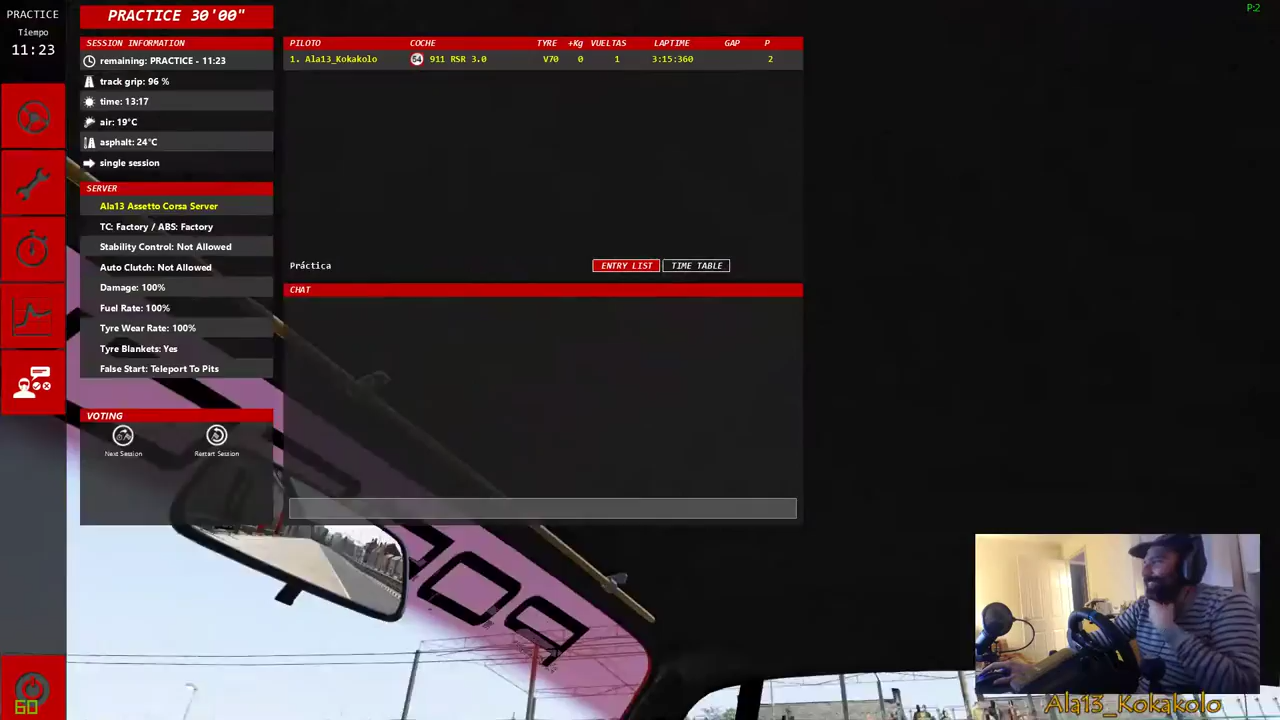 PRACTICE
Tiempo
11:23
PRACTICE 30'00"
SESSION INFORMATION
remaining: PRACTICE - 11:23
track grip: 96 %
time: 13:17
air: 19°C
asphalt: 24°C
single session
SERVER
Ala13 Assetto Corsa Server
TC: Factory / ABS: Factory
Stability Control: Not Allowed
Auto Clutch: Not Allowed
Damage: 100%
Fuel Rate: 100%
Tyre Wear Rate: 100%
Tyre Blankets: Yes
False Start: Teleport To Pits
VOTING
Next Session
Restart Session
PILOTO COCHE TYRE +Kg VUELTAS LAPTIME GAP P
1. Ala13_Kokakolo 64 911 RSR 3.0 V70 0 1 3:15:360 2
Práctica
ENTRY LIST TIME TABLE
CHAT
P:2
60
Ala13_Kokakolo